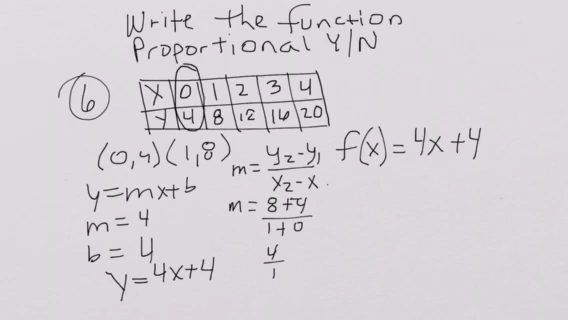 Write the function
Proportional Y/N
6
X 0 1 2 3 4
Y 4 8 12 16 20
(0,4)(1,8)
y=mx+b
m=4
b=4
y=4x+4
m = y₂-y₁ / x₂-x.
m = 8+4 / 1+0
4/1
f(x)=4x+4